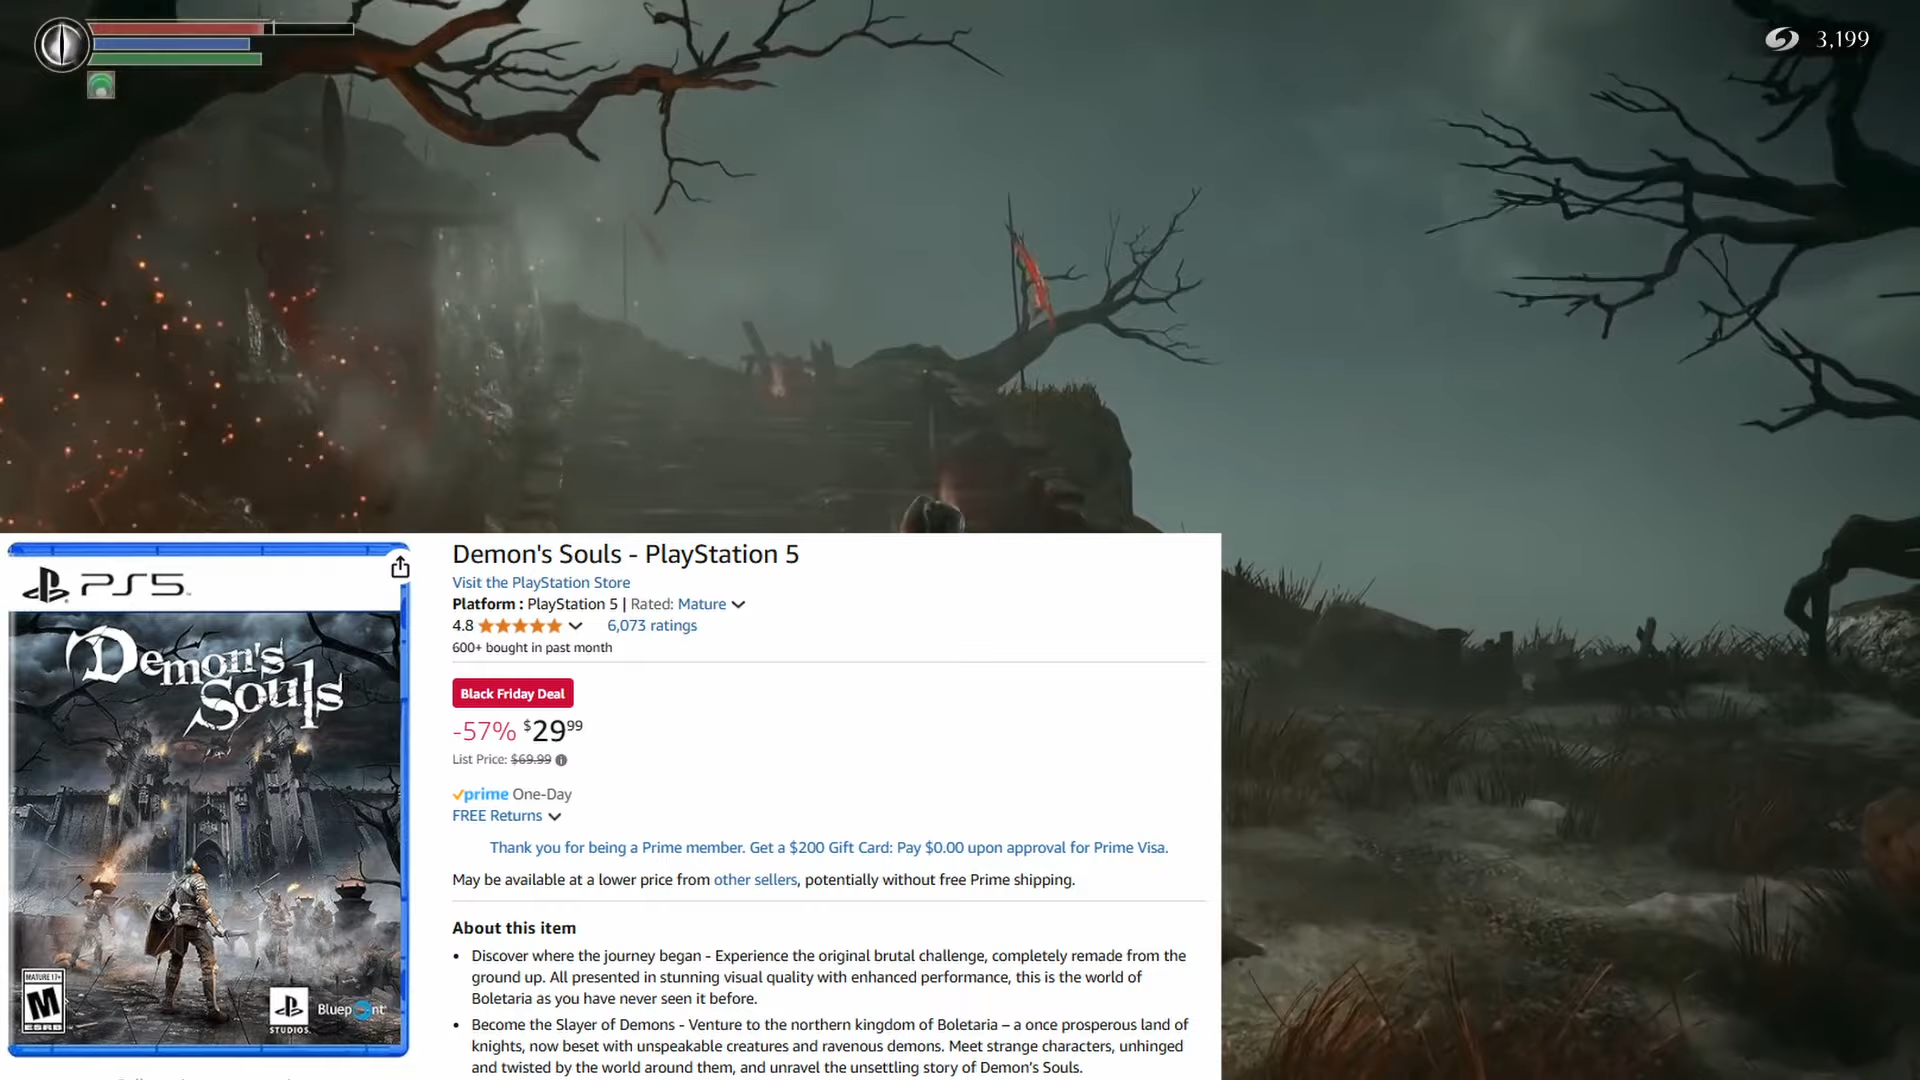 3,199
PS5
Demon's Souls
MATURE 17+
M
ESRB
PLAYSTATION STUDIOS
Bluepoint
Demon's Souls - PlayStation 5
Visit the PlayStation Store
Platform : PlayStation 5 | Rated: Mature
4.8 6,073 ratings
600+ bought in past month
Black Friday Deal
-57% $29 99
List Price: $69.99
prime One-Day
FREE Returns
Thank you for being a Prime member. Get a $200 Gift Card: Pay $0.00 upon approval for Prime Visa.
May be available at a lower price from other sellers, potentially without free Prime shipping.
About this item
• Discover where the journey began - Experience the original brutal challenge, completely remade from the
ground up. All presented in stunning visual quality with enhanced performance, this is the world of
Boletaria as you have never seen it before.
• Become the Slayer of Demons - Venture to the northern kingdom of Boletaria – a once prosperous land of
knights, now beset with unspeakable creatures and ravenous demons. Meet strange characters, unhinged
and twisted by the world around them, and unravel the unsettling story of Demon's Souls.